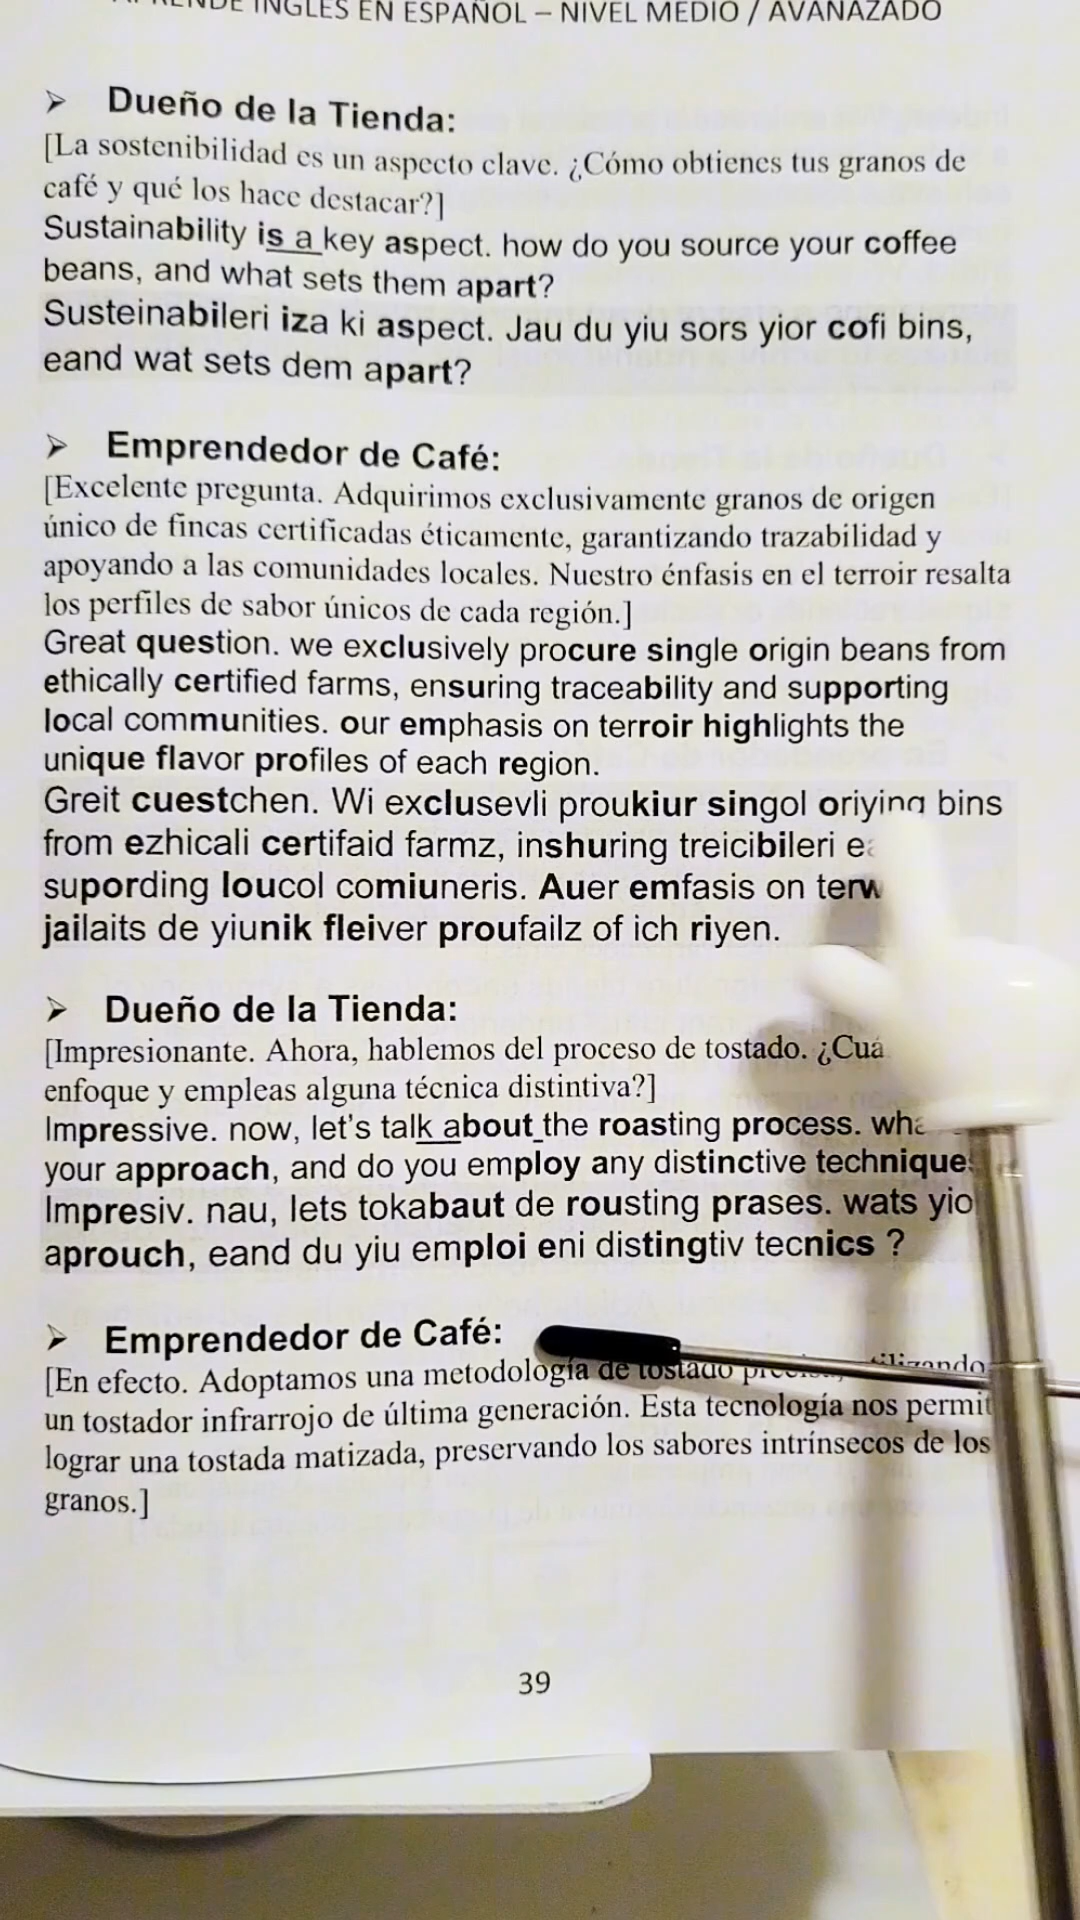 INGLÉS EN ESPAÑOL – NIVEL MEDIO / AVANAZADO
➤ Dueño de la Tienda:
[La sostenibilidad es un aspecto clave. ¿Cómo obtienes tus granos de
café y qué los hace destacar?]
Sustainability is a key aspect. how do you source your coffee
beans, and what sets them apart?
Susteinabileri iza ki aspect. Jau du yiu sors yior cofi bins,
eand wat sets dem apart?
➤ Emprendedor de Café:
[Excelente pregunta. Adquirimos exclusivamente granos de origen
único de fincas certificadas éticamente, garantizando trazabilidad y
apoyando a las comunidades locales. Nuestro énfasis en el terroir resalta
los perfiles de sabor únicos de cada región.]
Great question. we exclusively procure single origin beans from
ethically certified farms, ensuring traceability and supporting
local communities. our emphasis on terroir highlights the
unique flavor profiles of each region.
Greit cuestchen. Wi exclusevli proukiur singol oriying bins
from ezhicali certifaid farmz, inshuring treicibileri
supording loucol comiuneris. Auer emfasis on
jailaits de yiunik fleiver proufailz of ich riyen.
➤ Dueño de la Tienda:
[Impresionante. Ahora, hablemos del proceso de tostado.
enfoque y empleas alguna técnica distintiva?]
Impressive. now, let's talk about the roasting process.
your approach, and do you employ any distinctive technique
Impresiv. nau, lets tokabaut de rousting prases. wats yio
aprouch, eand du yiu emploi eni distingtiv tecnics ?
➤ Emprendedor de Café:
[En efecto. Adoptamos una metodología de tostado
un tostador infrarrojo de última generación. Esta tecnología nos permit
lograr una tostada matizada, preservando los sabores intrínsecos de los
granos.]
39